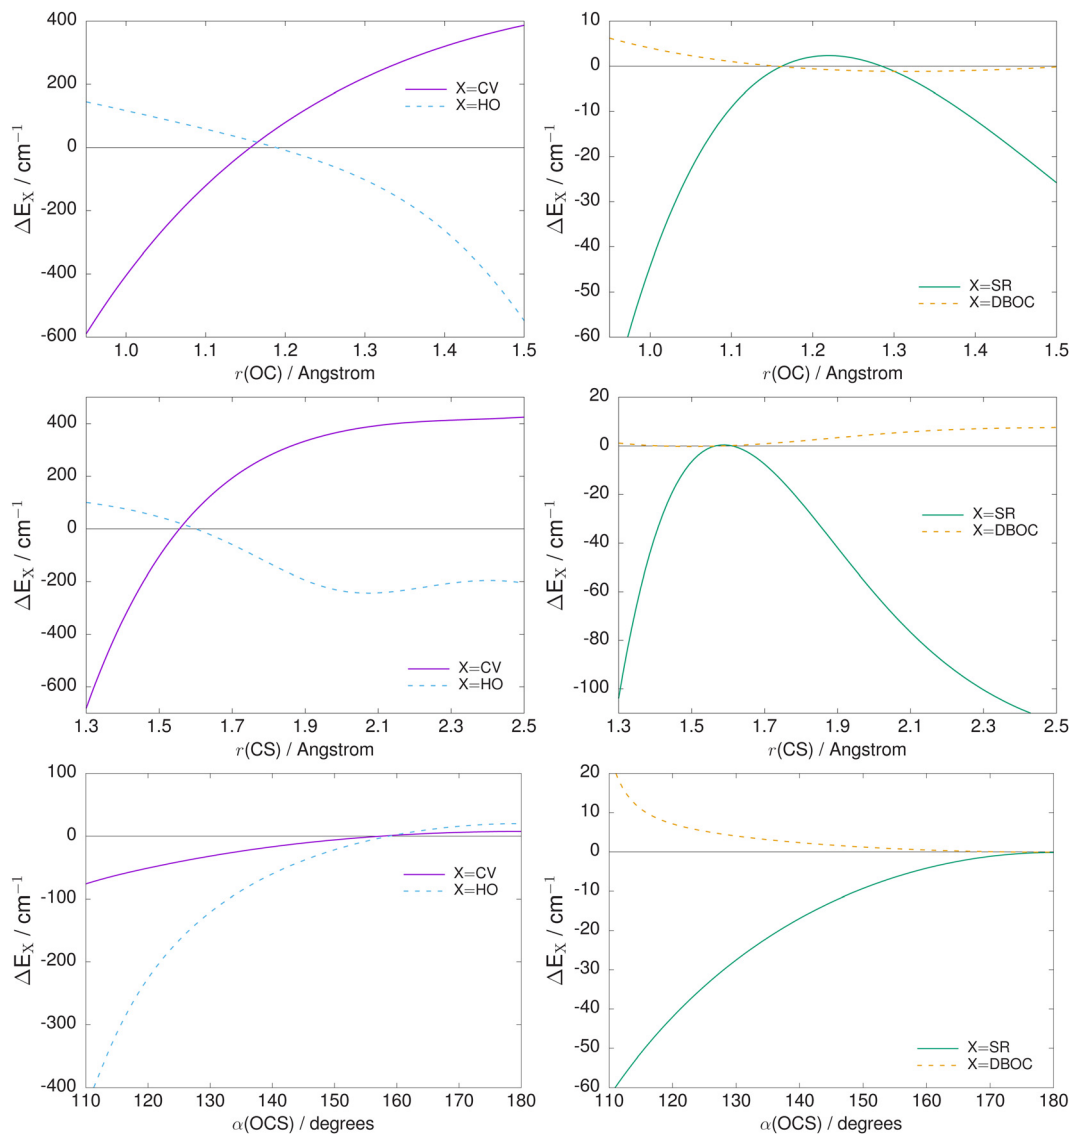 400
200
0
-200
-400
-600
1.0 1.1 1.2 1.3 1.4 1.5
ΔE_X / cm⁻¹
r(OC) / Angstrom
X=CV
X=HO
10
0
-10
-20
-30
-40
-50
-60
1.0 1.1 1.2 1.3 1.4 1.5
ΔE_X / cm⁻¹
r(OC) / Angstrom
X=SR
X=DBOC
400
200
0
-200
-400
-600
1.3 1.5 1.7 1.9 2.1 2.3 2.5
ΔE_X / cm⁻¹
r(CS) / Angstrom
X=CV
X=HO
20
0
-20
-40
-60
-80
-100
1.3 1.5 1.7 1.9 2.1 2.3 2.5
ΔE_X / cm⁻¹
r(CS) / Angstrom
X=SR
X=DBOC
100
0
-100
-200
-300
-400
110 120 130 140 150 160 170 180
ΔE_X / cm⁻¹
α(OCS) / degrees
X=CV
X=HO
20
10
0
-10
-20
-30
-40
-50
-60
110 120 130 140 150 160 170 180
ΔE_X / cm⁻¹
α(OCS) / degrees
X=SR
X=DBOC